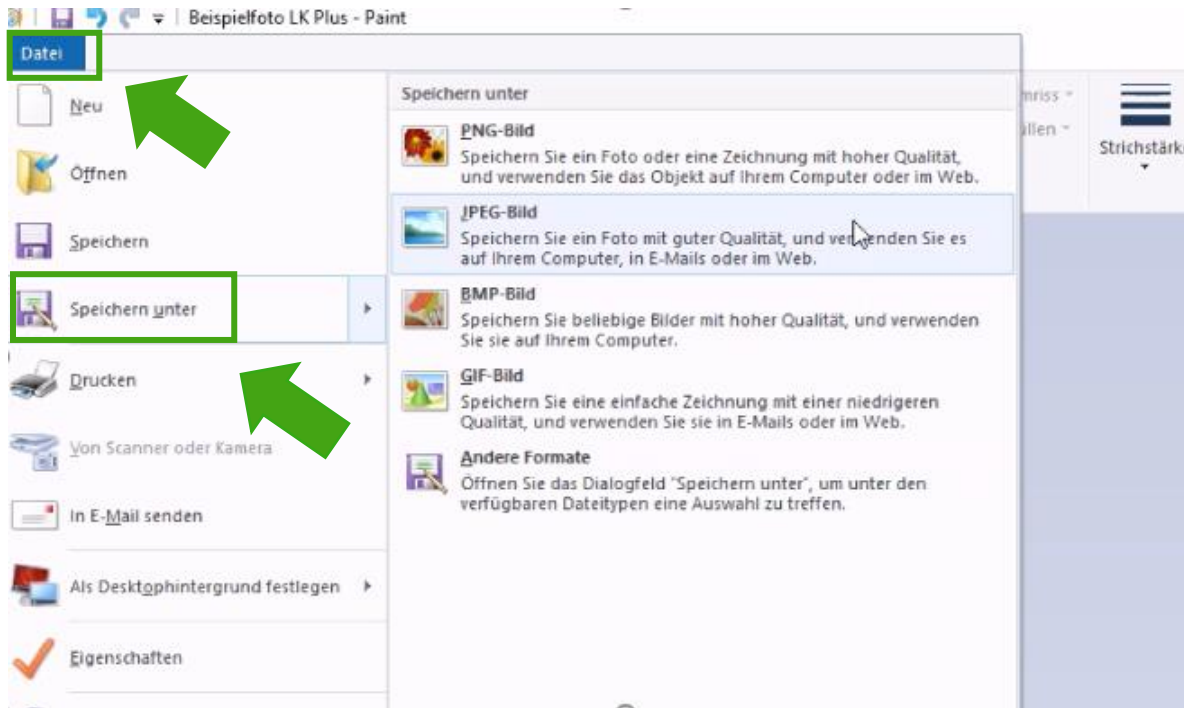 Beispielfoto LK Plus - Paint
Datei
Neu
Öffnen
Speichern
Speichern unter
Drucken
Von Scanner oder Kamera
In E-Mail senden
Als Desktophintergrund festlegen
Eigenschaften
Speichern unter
PNG-Bild
Speichern Sie ein Foto oder eine Zeichnung mit hoher Qualität,
und verwenden Sie das Objekt auf Ihrem Computer oder im Web.
JPEG-Bild
Speichern Sie ein Foto mit guter Qualität, und verwenden Sie es
auf Ihrem Computer, in E-Mails oder im Web.
BMP-Bild
Speichern Sie beliebige Bilder mit hoher Qualität, und verwenden
Sie sie auf Ihrem Computer.
GIF-Bild
Speichern Sie eine einfache Zeichnung mit einer niedrigeren
Qualität, und verwenden Sie sie in E-Mails oder im Web.
Andere Formate
Öffnen Sie das Dialogfeld "Speichern unter", um unter den
verfügbaren Dateitypen eine Auswahl zu treffen.